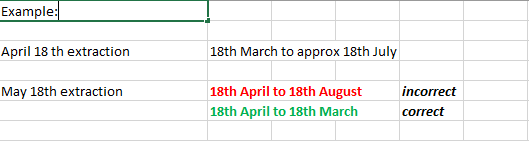 Example:
April 18 th extraction 18th March to approx 18th July
May 18th extraction 18th April to 18th August incorrect
18th April to 18th March correct